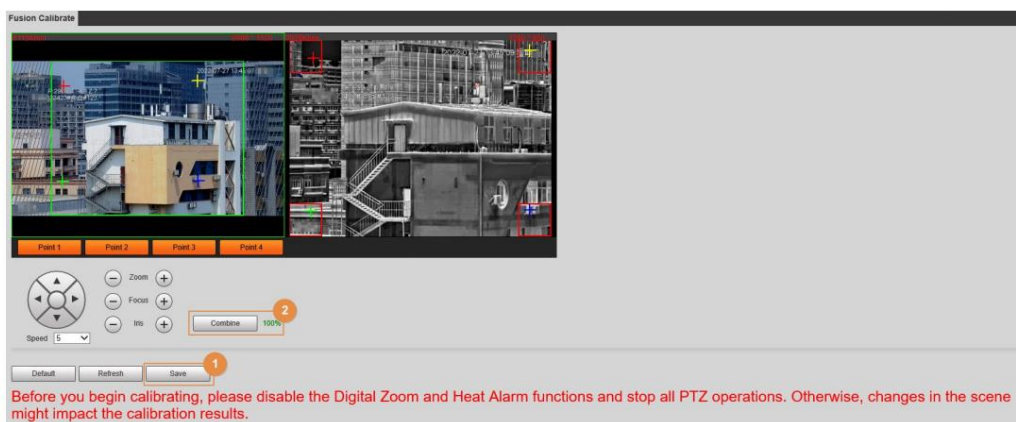 Fusion Calibrate
Point 1 Point 2 Point 3 Point 4
Zoom
Focus
Iris
Speed 5
2
Combine 100%
1
Default Refresh Save
Before you begin calibrating, please disable the Digital Zoom and Heat Alarm functions and stop all PTZ operations. Otherwise, changes in the scene
might impact the calibration results.